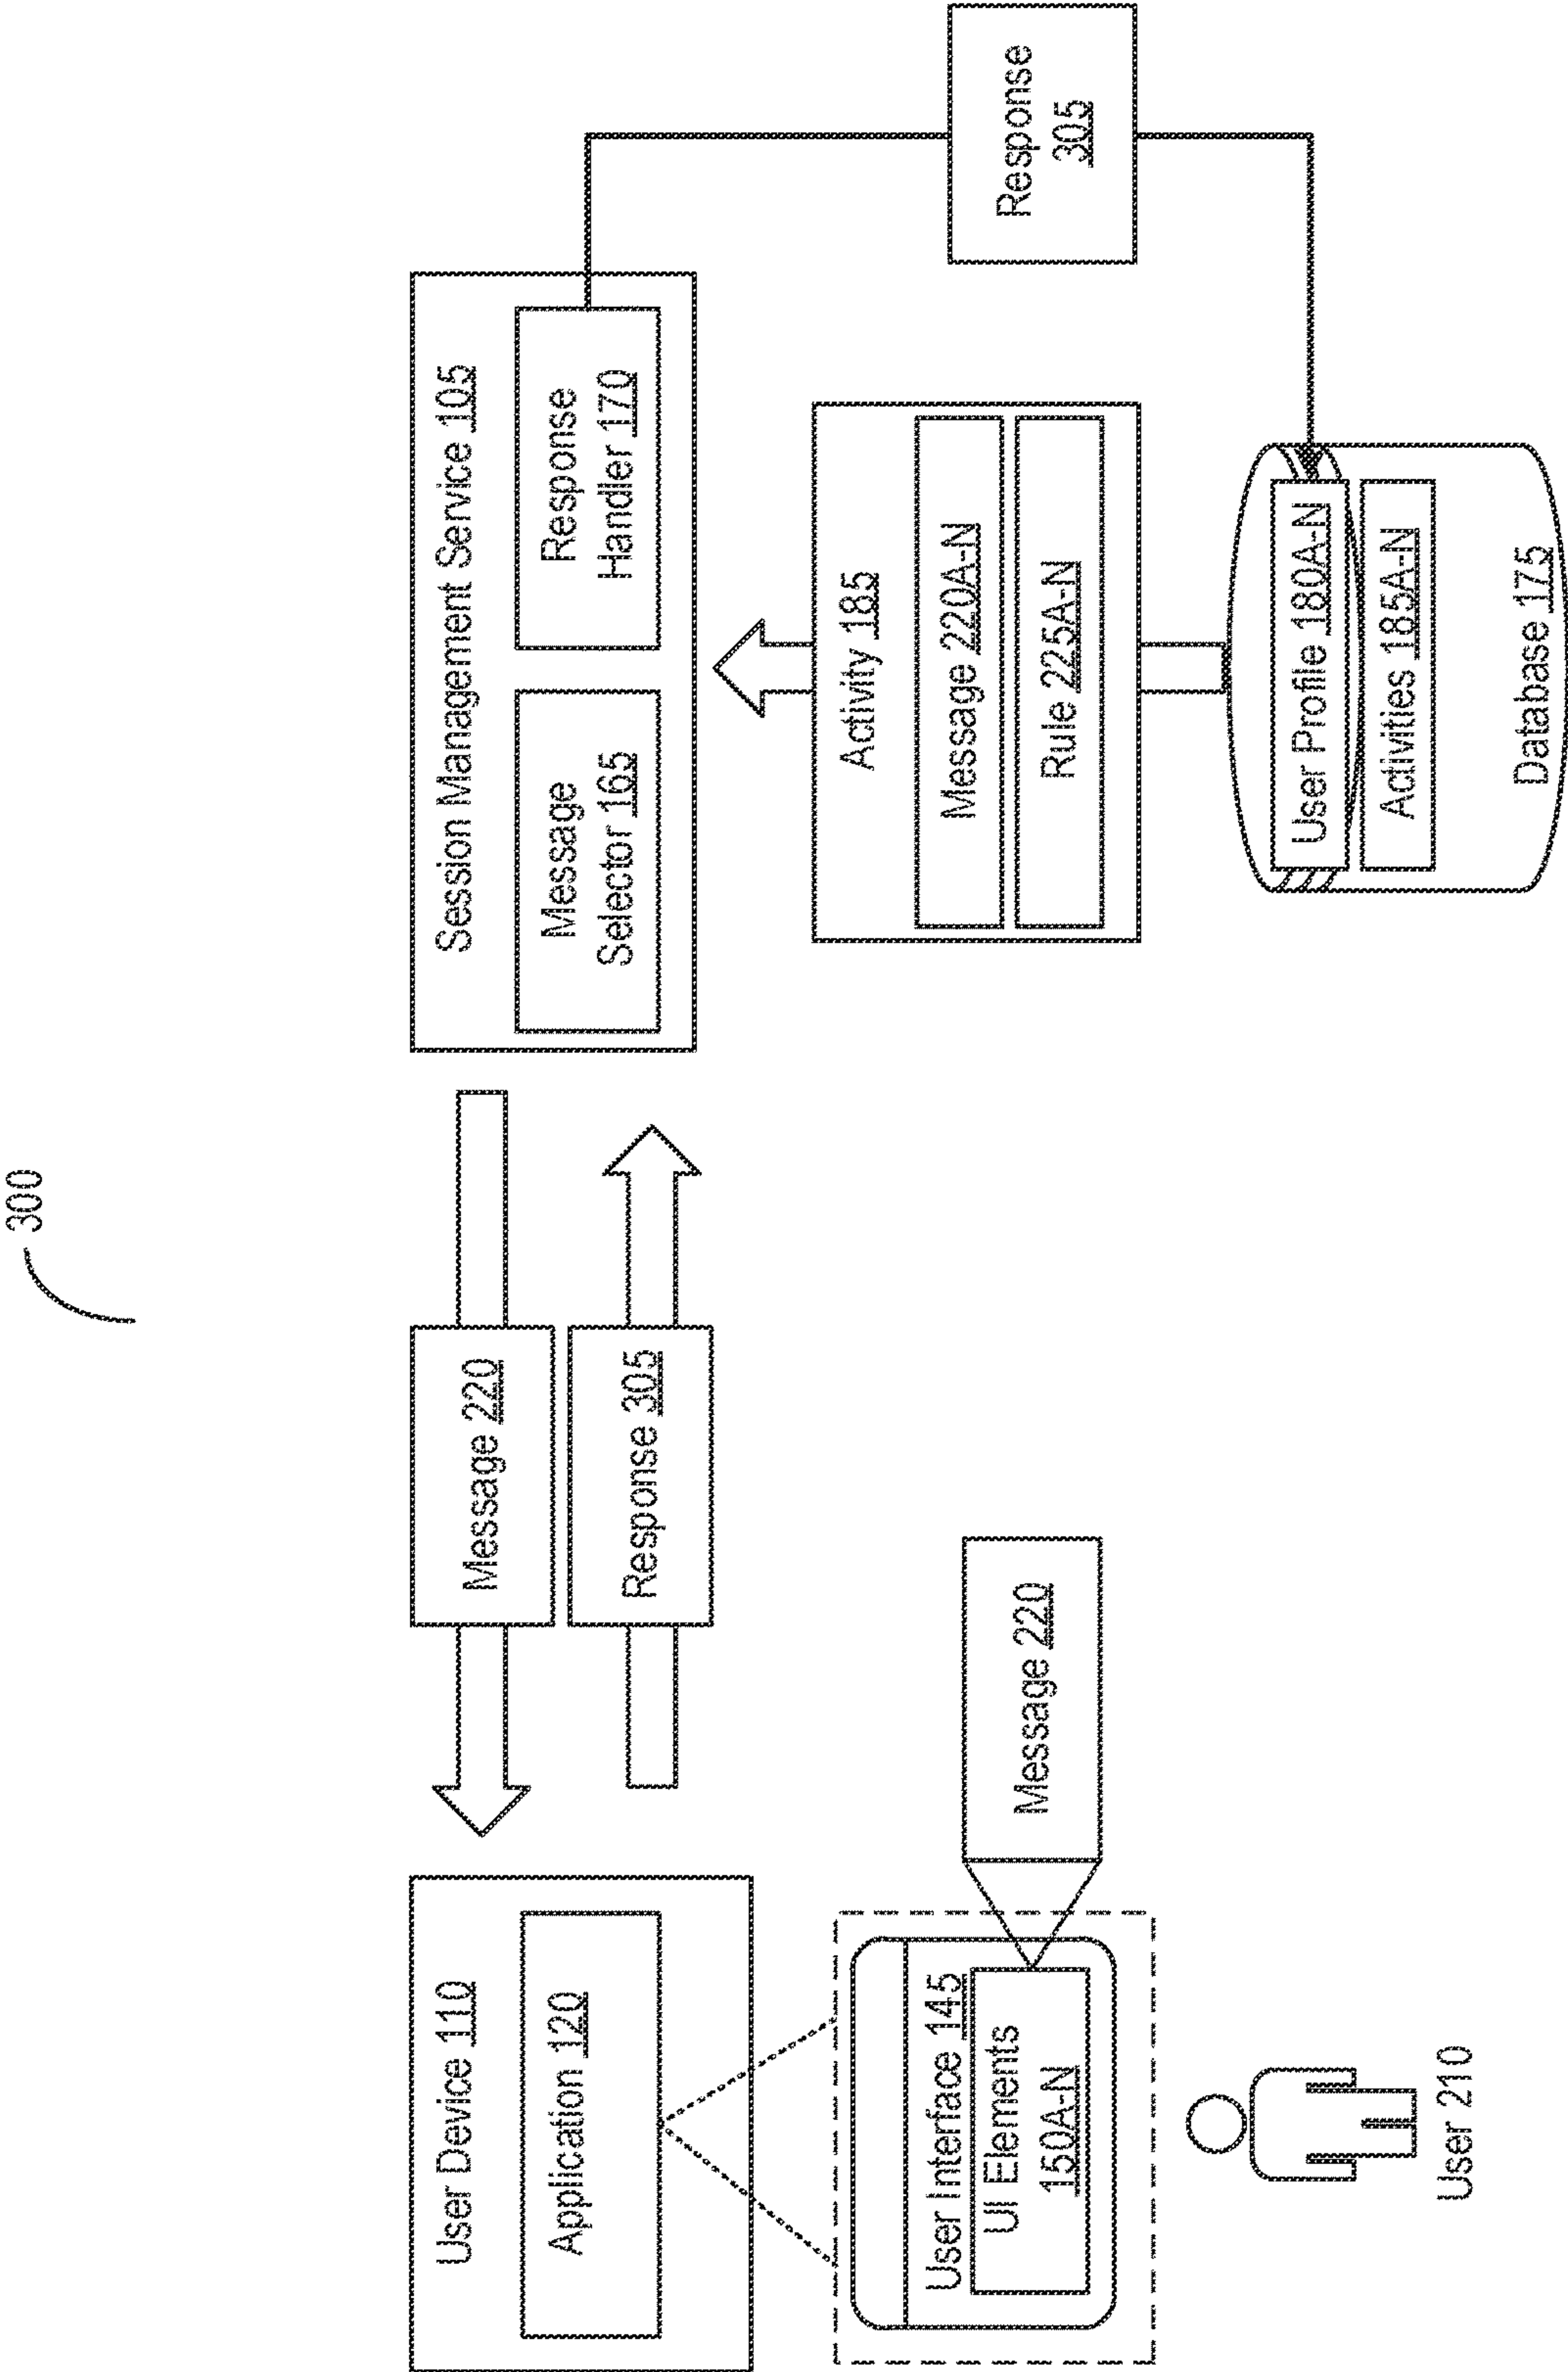 300
User Device 110
Application 120
Message 220
Response 305
Session Management Service 105
Message
Selector 165
Response
Handler 170
User Interface 145
UI Elements
150A-N
Message 220
User 210
Activity 185
Message 220A-N
Rule 225A-N
Response
305
User Profile 180A-N
Activities 185A-N
Database 175